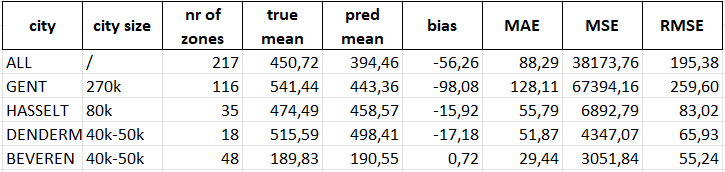 city city size nr of zones true mean pred mean bias MAE MSE RMSE
ALL / 217 450,72 394,46 -56,26 88,29 38173,76 195,38
GENT 270k 116 541,44 443,36 -98,08 128,11 67394,16 259,60
HASSELT 80k 35 474,49 458,57 -15,92 55,79 6892,79 83,02
DENDERM 40k-50k 18 515,59 498,41 -17,18 51,87 4347,07 65,93
BEVEREN 40k-50k 48 189,83 190,55 0,72 29,44 3051,84 55,24